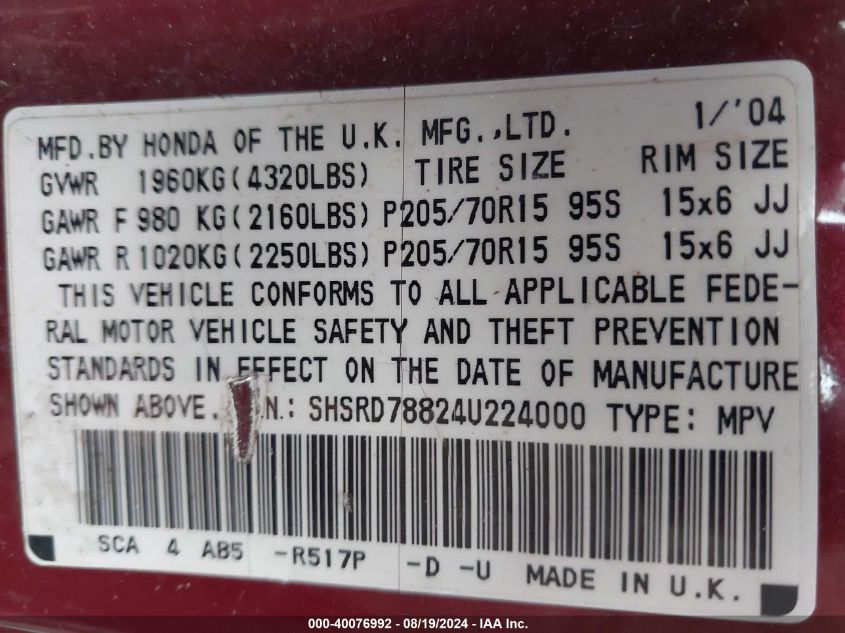 MFD.BY HONDA OF THE U.K. MFG.,LTD. 1/'04
GVWR 1960KG(4320LBS) TIRE SIZE RIM SIZE
GAWR F 980 KG(2160LBS) P205/70R15 95S 15x6 JJ
GAWR R 1020KG(2250LBS) P205/70R15 95S 15x6 JJ
THIS VEHICLE CONFORMS TO ALL APPLICABLE FEDE-
RAL MOTOR VEHICLE SAFETY AND THEFT PREVENTION
STANDARDS IN EFFECT ON THE DATE OF MANUFACTURE
SHOWN ABOVE. N.: SHSRD78824U224000 TYPE: MPV
SCA 4 AB5 -R517P -D -U MADE IN U.K.
000-40076992 - 08/19/2024 - IAA Inc.